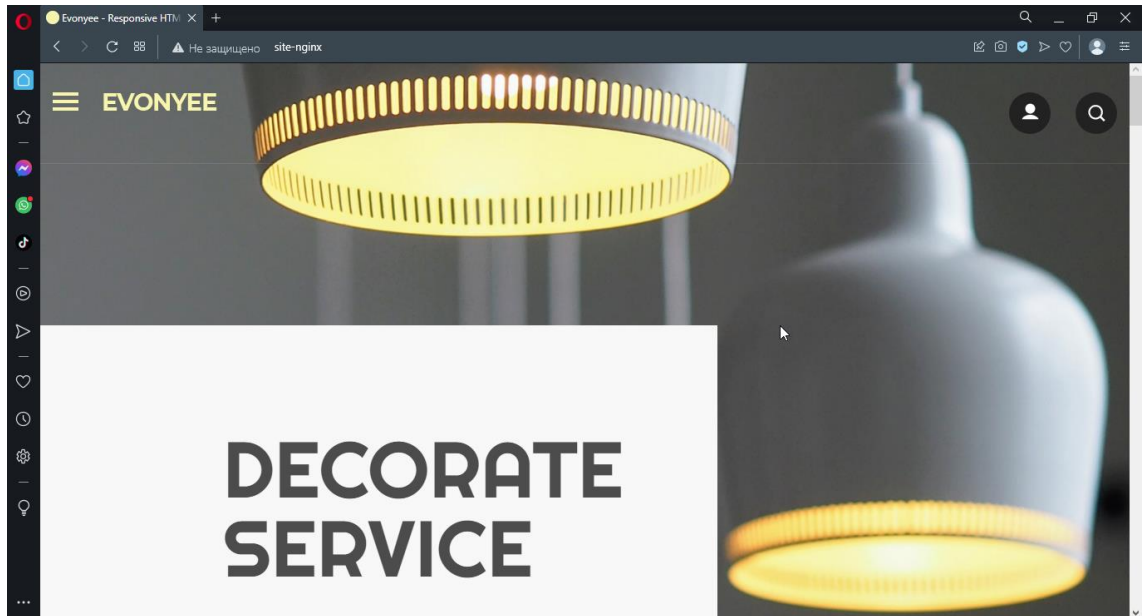 Evonyee - Responsive HTM
Не защищено site-nginx
EVONYEE
DECORATE
SERVICE